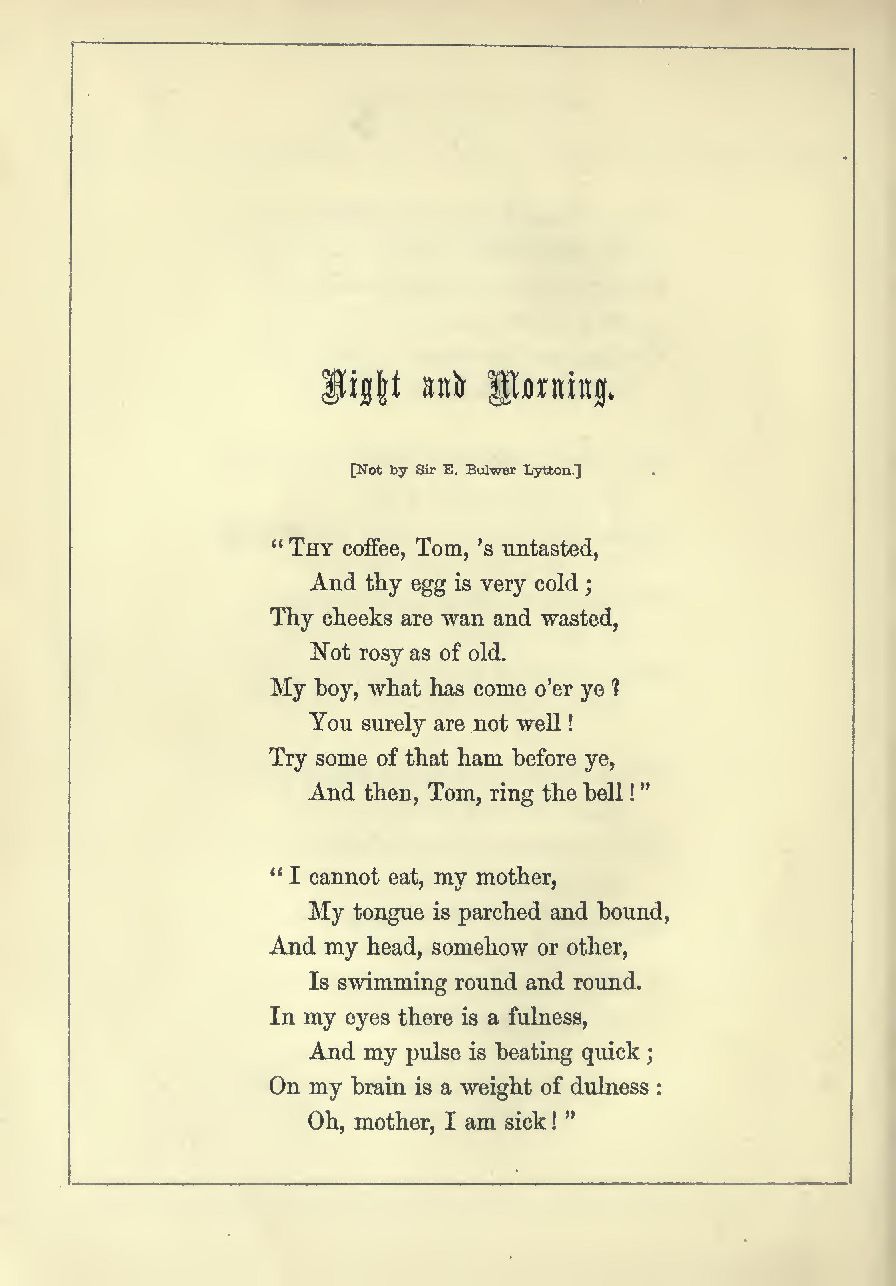 Night and Morning.
[Not by Sir E. Bulwer Lytton.]
“ THY coffee, Tom, ’s untasted,
And thy egg is very cold ;
Thy cheeks are wan and wasted,
Not rosy as of old.
My boy, what has come o’er ye ?
You surely are not well !
Try some of that ham before ye,
And then, Tom, ring the bell ! ”
“ I cannot eat, my mother,
My tongue is parched and bound,
And my head, somehow or other,
Is swimming round and round.
In my eyes there is a fulness,
And my pulse is beating quick ;
On my brain is a weight of dulness :
Oh, mother, I am sick ! ”